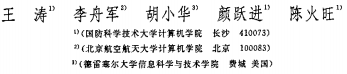 王 涛¹⁾ 李舟军²⁾ 胡小华³⁾ 颜跃进¹⁾ 陈火旺¹⁾
¹⁾(国防科学技术大学计算机学院 长沙 410073)
²⁾(北京航空航天大学计算机学院 北京 100083)
³⁾(德雷塞尔大学信息科学与技术学院 费城 美国)